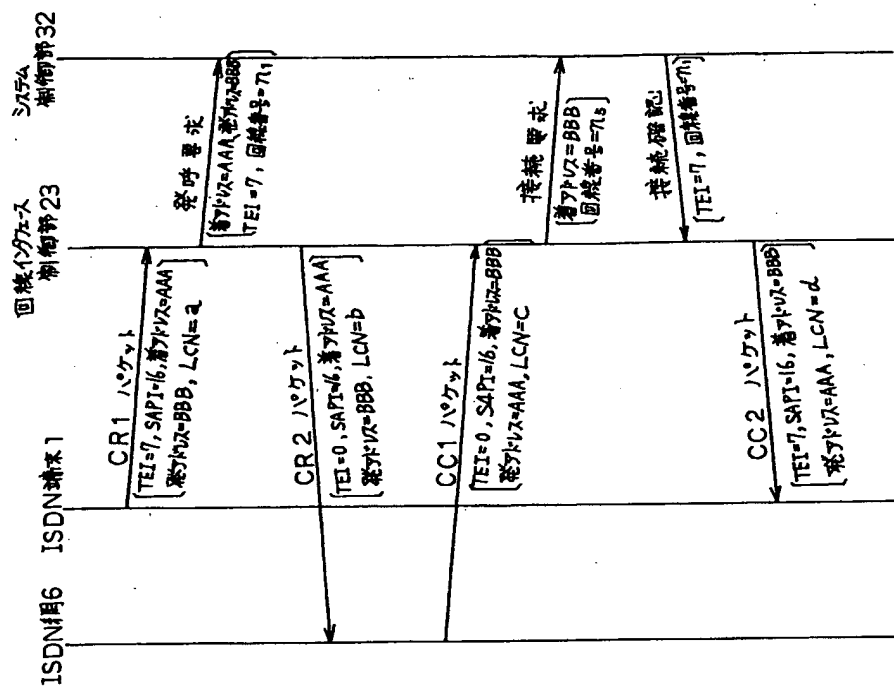 ISDN網6
ISDN端末1
回線インタフェース
制御部23
システム
制御部32
CR1 パケット
TEI=7, SAPI=16, 着アドレス=AAA
発アドレス=BBB, LCN=a
発呼要求
着アドレス=AAA 発アドレス=BBB
TEI=7, 回線番号=n1
CR2 パケット
TEI=0, SAPI=16, 着アドレス=AAA
発アドレス=BBB, LCN=b
CC1 パケット
TEI=0, SAPI=16, 着アドレス=BBB
発アドレス=AAA, LCN=C
接続要求
着アドレス=BBB
回線番号=n3
接続確認
TEI=7, 回線番号=n1
CC2 パケット
TEI=7, SAPI=16, 着アドレス=BBB
発アドレス=AAA, LCN=d